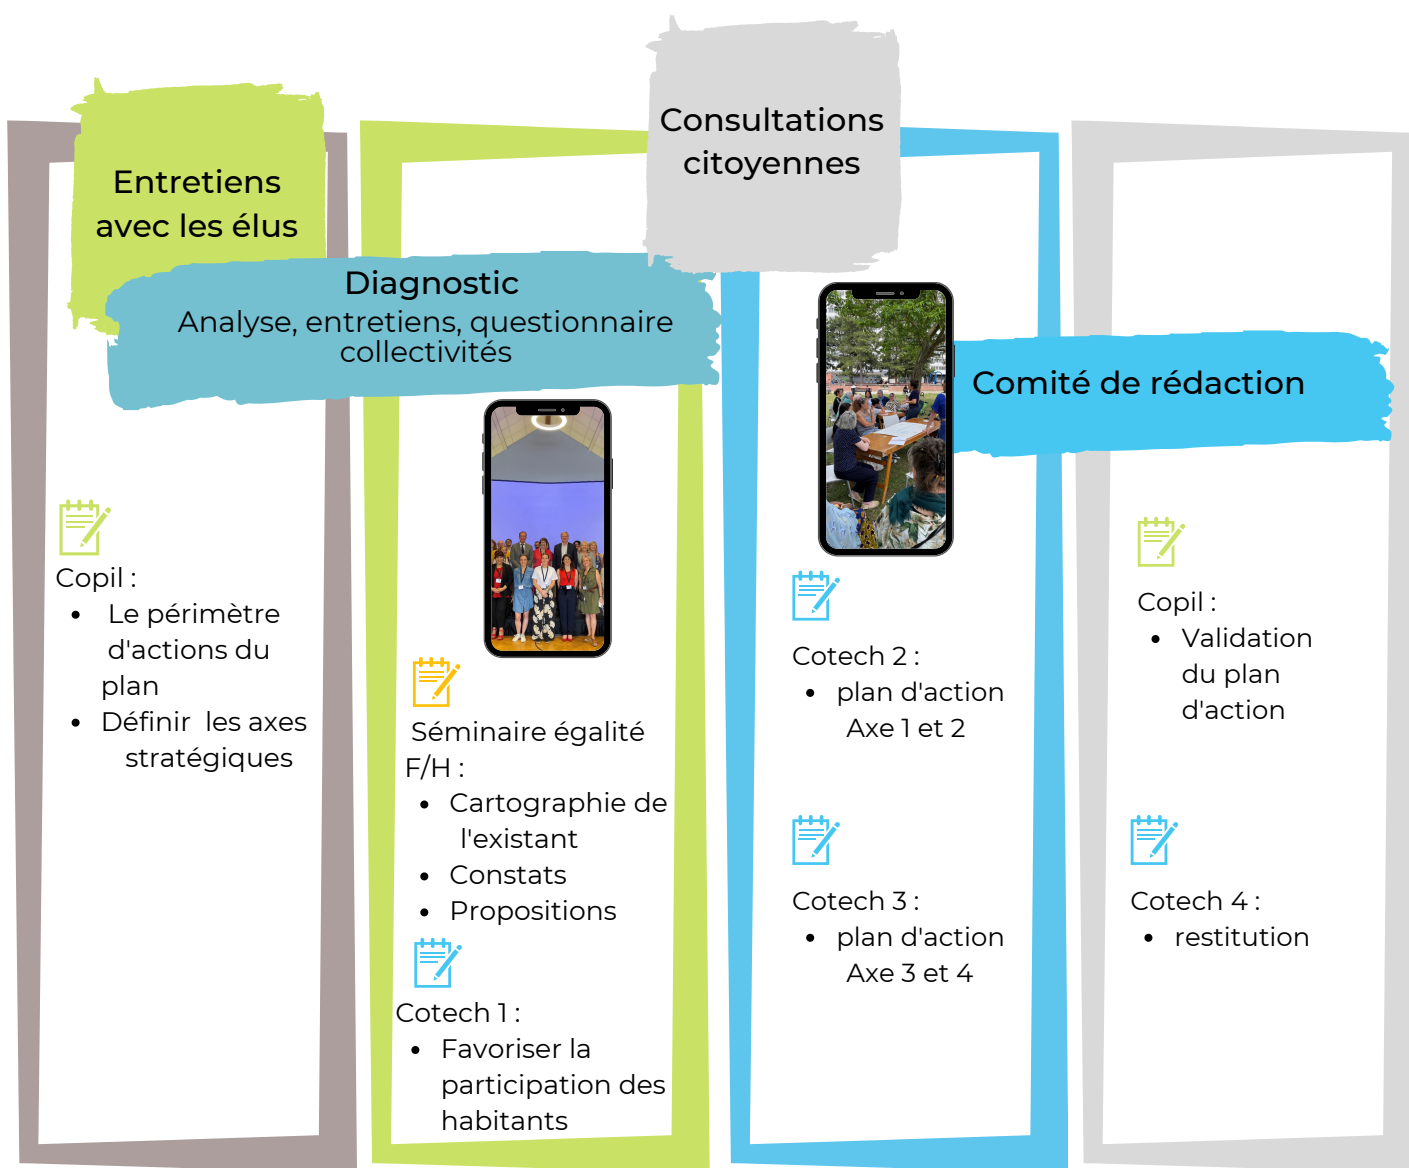 Entretiens
avec les élus
Diagnostic
Analyse, entretiens, questionnaire
collectivités
Consultations
citoyennes
Comité de rédaction
Copil :
• Le périmètre
d'actions du
plan
• Définir les axes
stratégiques
Séminaire égalité
F/H :
• Cartographie de
l'existant
• Constats
• Propositions
Cotech 1 :
• Favoriser la
participation des
habitants
Cotech 2 :
• plan d'action
Axe 1 et 2
Cotech 3 :
• plan d'action
Axe 3 et 4
Copil :
• Validation
du plan
d'action
Cotech 4 :
• restitution